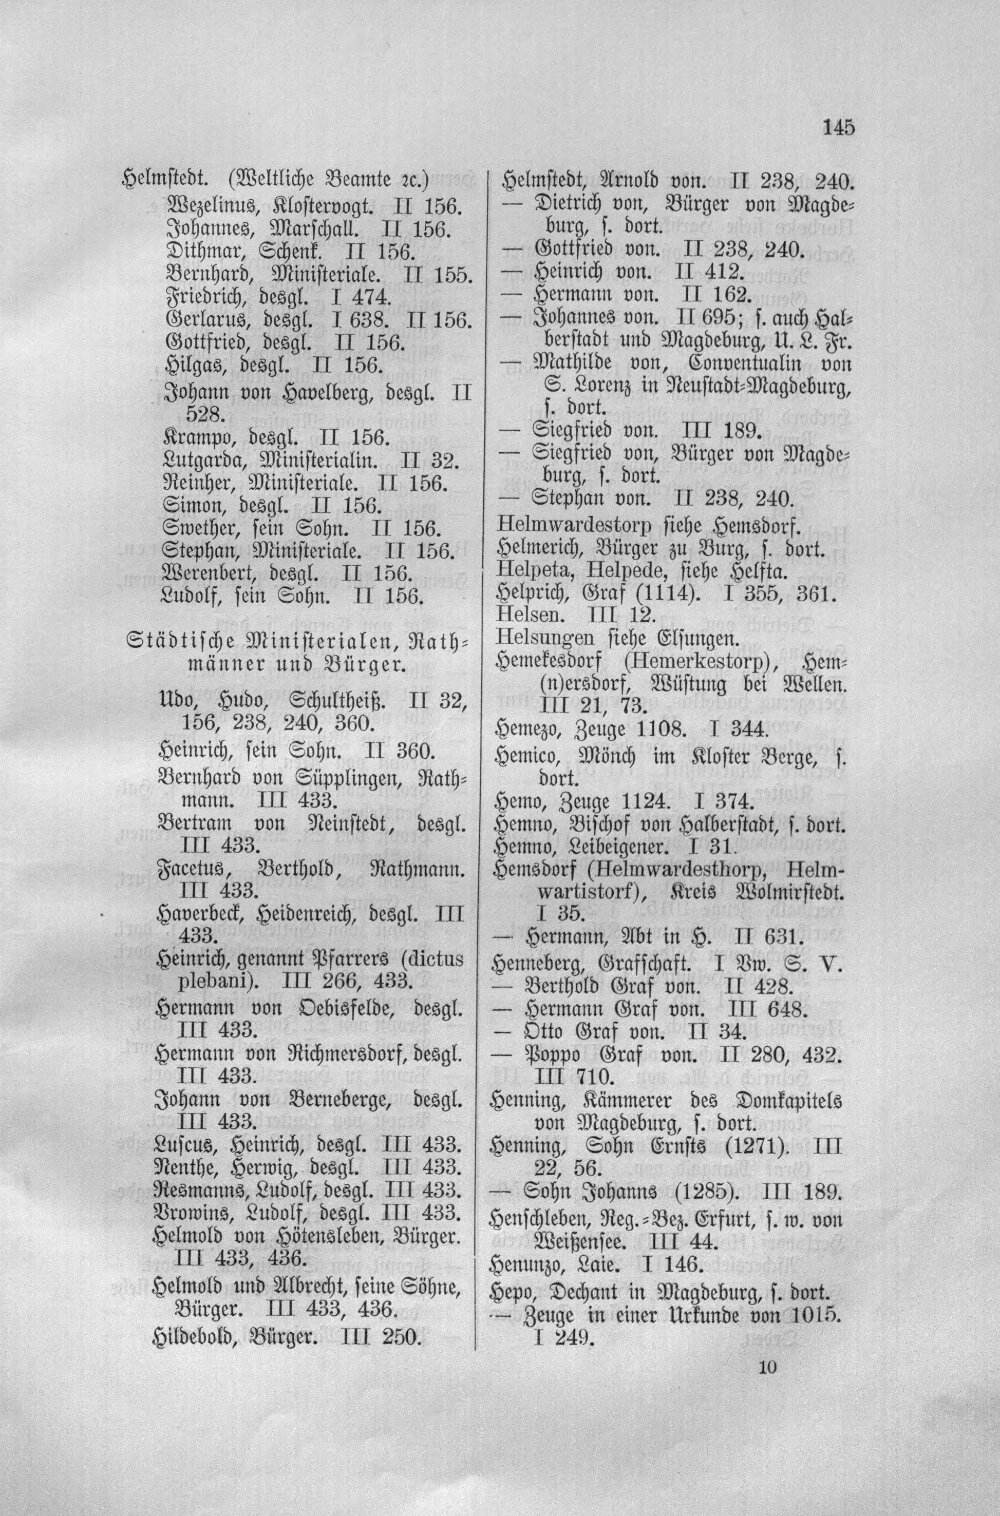 145
Helmstedt. (Weltliche Beamte ꝛc.)
Wezelinus, Klostervogt. II 156.
Johannes, Marschall. II 156.
Dithmar, Schenk. II 156.
Bernhard, Ministeriale. II 155.
Friedrich, desgl. I 474.
Gerlarus, desgl. I 638. II 156.
Gottfried, desgl. II 156.
Hilgas, desgl. II 156.
Johann von Havelberg, desgl. II
528.
Krampo, desgl. II 156.
Lutgarda, Ministerialin. II 32.
Reinher, Ministeriale. II 156.
Simon, desgl. II 156.
Swether, sein Sohn. II 156.
Stephan, Ministeriale. II 156.
Werenbert, desgl. II 156.
Ludolf, sein Sohn. II 156.
Städtische Ministerialen, Rath-
männer und Bürger.
Udo, Hudo, Schultheiß. II 32,
156, 238, 240, 360.
Heinrich, sein Sohn. II 360.
Bernhard von Süpplingen, Rath-
mann. III 433.
Bertram von Neinstedt, desgl.
III 433.
Facetus, Berthold, Rathmann.
III 433.
Haverbeck, Heidenreich, desgl. III
433.
Heinrich, genannt Pfarrers (dictus
plebani). III 266, 433.
Hermann von Oebisfelde, desgl.
III 433.
Hermann von Richmersdorf, desgl.
III 433.
Johann von Berneberge, desgl.
III 433.
Luscus, Heinrich, desgl. III 433.
Nenthe, Herwig, desgl. III 433.
Resmanns, Ludolf, desgl. III 433.
Vrowins, Ludolf, desgl. III 433.
Helmold von Hötensleben, Bürger.
III 433, 436.
Helmold und Albrecht, seine Söhne,
Bürger. III 433, 436.
Hildebold, Bürger. III 250.
Helmstedt, Arnold von. II 238, 240.
— Dietrich von, Bürger von Magde-
burg, s. dort.
— Gottfried von. II 238, 240.
— Heinrich von. II 412.
— Hermann von. II 162.
— Johannes von. II 695; s. auch Hal-
berstadt und Magdeburg, U. L. Fr.
— Mathilde von, Conventualin von
S. Lorenz in Neustadt-Magdeburg,
s. dort.
— Siegfried von. III 189.
— Siegfried von, Bürger von Magde-
burg, s. dort.
— Stephan von. II 238, 240.
Helmwardestorp siehe Hemsdorf.
Helmerich, Bürger zu Burg, s. dort.
Helpeta, Helpede, siehe Helfta.
Helprich, Graf (1114). I 355, 361.
Helsen. III 12.
Helsungen siehe Elsungen.
Hemekesdorf (Hemerkestorp), Hem-
(n)ersdorf, Wüstung bei Wellen.
III 21, 73.
Hemezo, Zeuge 1108. I 344.
Hemico, Mönch im Kloster Berge, s.
dort.
Hemo, Zeuge 1124. I 374.
Hemno, Bischof von Halberstadt, s. dort.
Hemno, Leibeigener. I 31.
Hemsdorf (Helmwardesthorp, Helm-
wartistorf), Kreis Wolmirstedt.
I 35.
— Hermann, Abt in H. II 631.
Henneberg, Grafschaft. I Vw. S. V.
— Berthold Graf von. II 428.
— Hermann Graf von. III 648.
— Otto Graf von. II 34.
— Poppo Graf von. II 280, 432.
III 710.
Henning, Kämmerer des Domkapitels
von Magdeburg, s. dort.
Henning, Sohn Ernsts (1271). III
22, 56.
— Sohn Johanns (1285). III 189.
Henschleben, Reg.-Bez. Erfurt, s. w. von
Weißensee. III 44.
Henunzo, Laie. I 146.
Hepo, Dechant in Magdeburg, s. dort.
— Zeuge in einer Urkunde von 1015.
I 249.
10